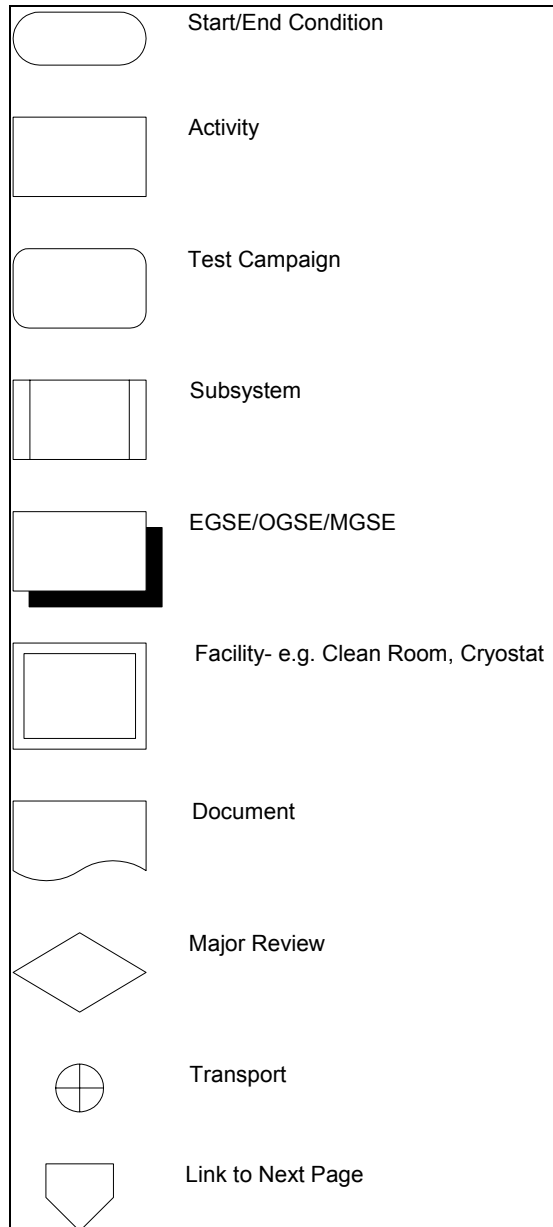 Start/End Condition
Activity
Test Campaign
Subsystem
EGSE/OGSE/MGSE
Facility- e.g. Clean Room, Cryostat
Document
Major Review
Transport
Link to Next Page